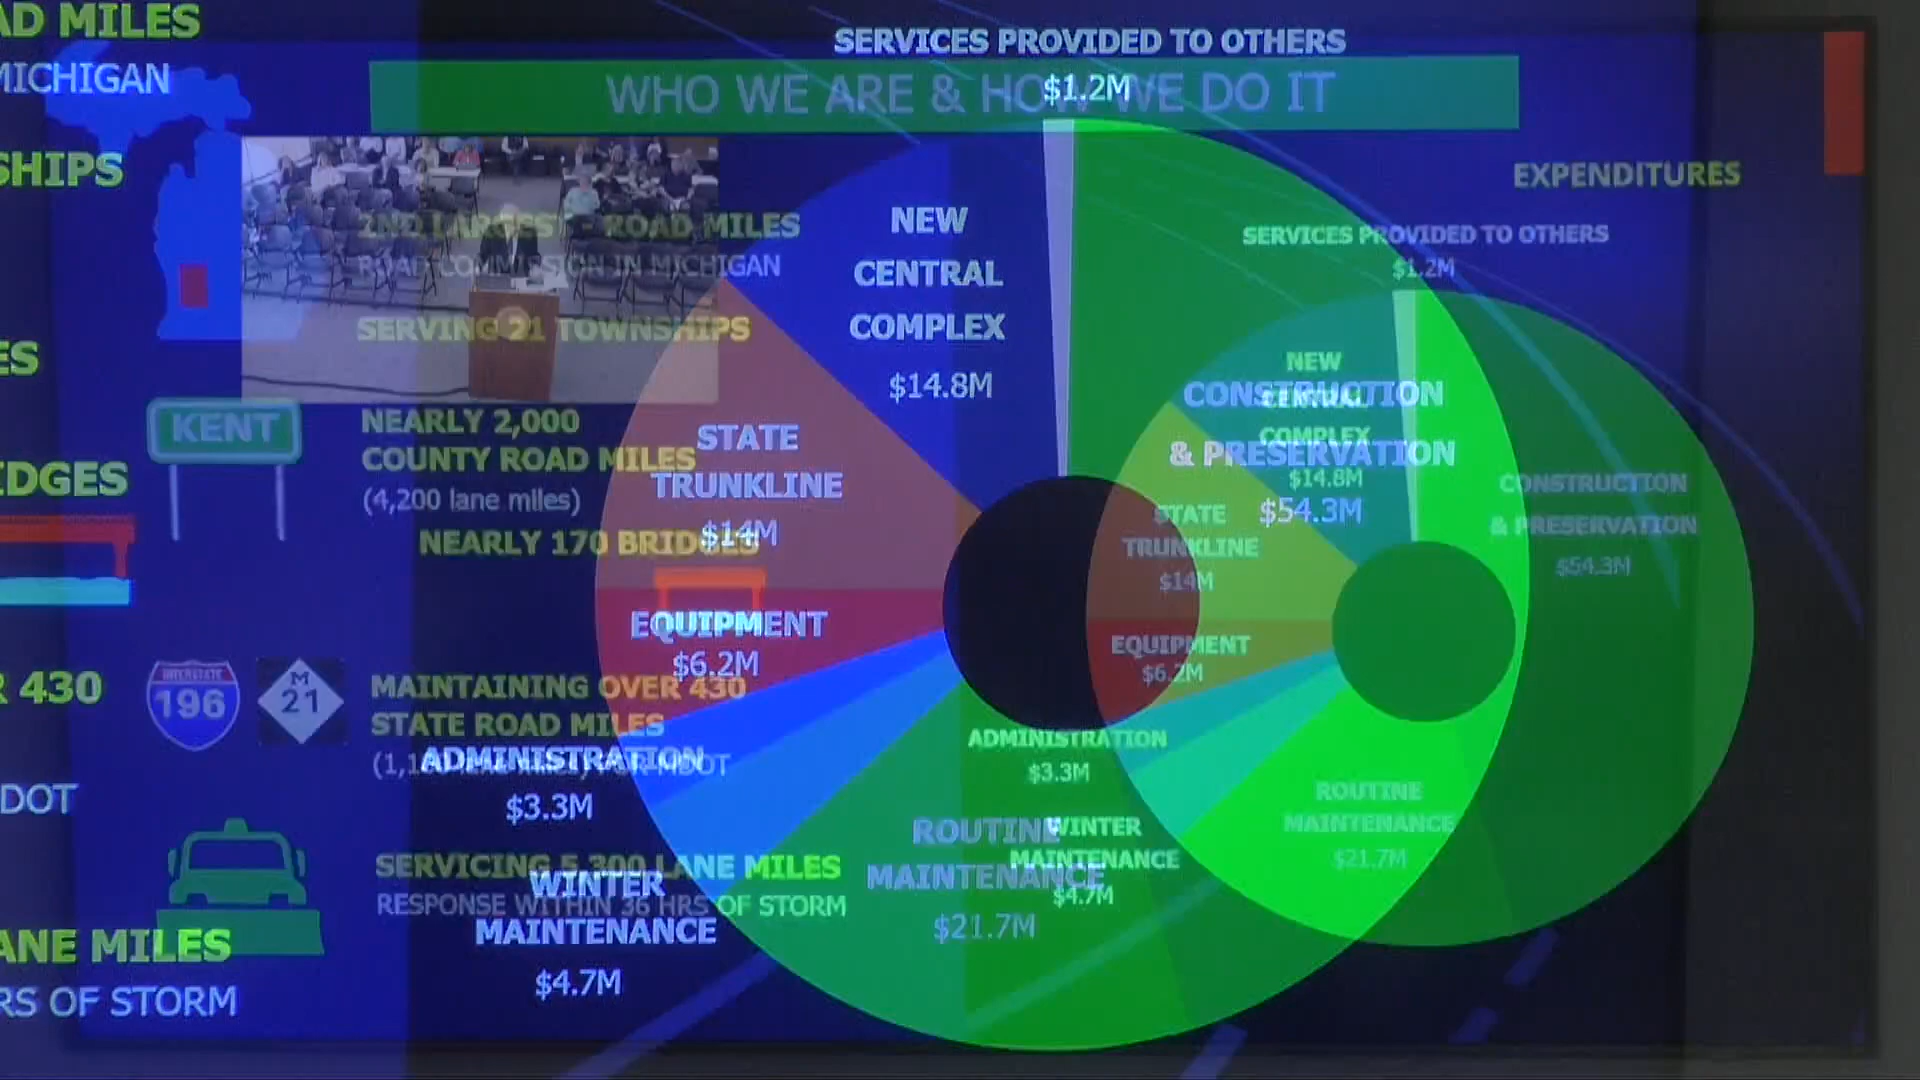 AD MILES
MICHIGAN
SHIPS
ES
IDGES
R 430
DOT
ANE MILES
RS OF STORM
WHO WE ARE & HOW WE DO IT
2ND LARGEST - ROAD MILES
ROAD COMMISSION IN MICHIGAN
SERVING 21 TOWNSHIPS
KENT
NEARLY 2,000
COUNTY ROAD MILES
(4,200 lane miles)
NEARLY 170 BRIDGES
INTERSTATE
196
M
21
MAINTAINING OVER 430
STATE ROAD MILES
FOR MDOT
SERVICING 5,300 LANE MILES
RESPONSE WITHIN 36 HRS OF STORM
SERVICES PROVIDED TO OTHERS
$1.2M
NEW
CENTRAL
COMPLEX
$14.8M
STATE
TRUNKLINE
$14M
EQUIPMENT
$6.2M
ADMINISTRATION
$3.3M
WINTER
MAINTENANCE
$4.7M
ROUTINE
MAINTENANCE
$21.7M
CONSTRUCTION
& PRESERVATION
$54.3M
EXPENDITURES
SERVICES PROVIDED TO OTHERS
$1.2M
NEW
CENTRAL
COMPLEX
$14.8M
STATE
TRUNKLINE
$14M
EQUIPMENT
$6.2M
ADMINISTRATION
$3.3M
WINTER
MAINTENANCE
$4.7M
ROUTINE
MAINTENANCE
$21.7M
CONSTRUCTION
& PRESERVATION
$54.3M